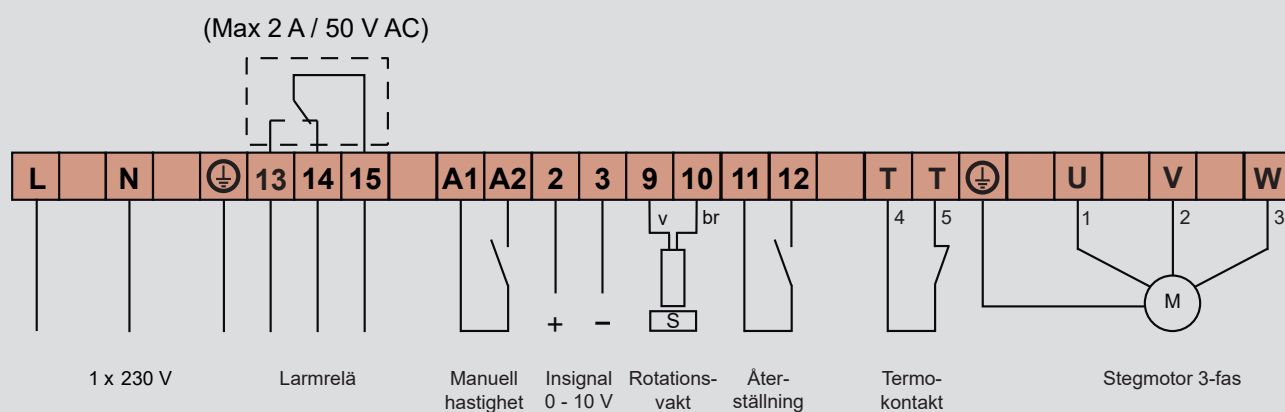 (Max 2 A / 50 V AC)
L N 13 14 15 A1 A2 2 3 9 10 11 12 T T U V W
v br 4 5 1 2 3
M
+ − S
1 x 230 V Larmrelä Manuell hastighet Insignal 0 - 10 V Rotations-vakt Åter-ställning Termo-kontakt Stegmotor 3-fas